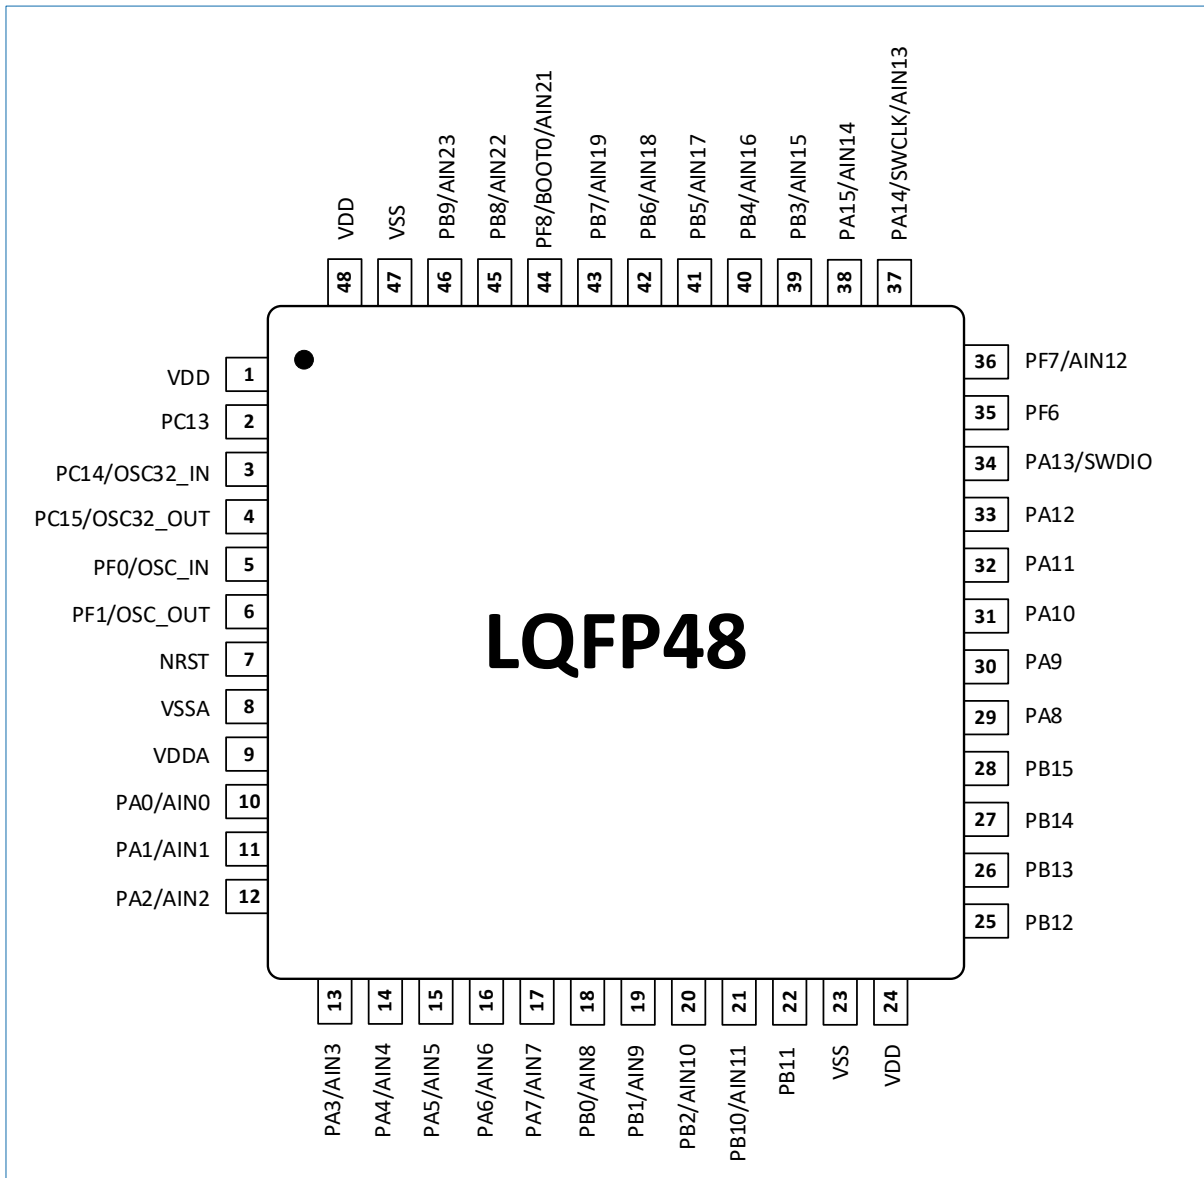 VDD
VSS
PB9/AIN23
PB8/AIN22
PF8/BOOT0/AIN21
PB7/AIN19
PB6/AIN18
PB5/AIN17
PB4/AIN16
PB3/AIN15
PA15/AIN14
PA14/SWCLK/AIN13
48
47
46
45
44
43
42
41
40
39
38
37
VDD 1
PC13 2
PC14/OSC32_IN 3
PC15/OSC32_OUT 4
PF0/OSC_IN 5
PF1/OSC_OUT 6
NRST 7
VSSA 8
VDDA 9
PA0/AIN0 10
PA1/AIN1 11
PA2/AIN2 12
LQFP48
36 PF7/AIN12
35 PF6
34 PA13/SWDIO
33 PA12
32 PA11
31 PA10
30 PA9
29 PA8
28 PB15
27 PB14
26 PB13
25 PB12
13
14
15
16
17
18
19
20
21
22
23
24
PA3/AIN3
PA4/AIN4
PA5/AIN5
PA6/AIN6
PA7/AIN7
PB0/AIN8
PB1/AIN9
PB2/AIN10
PB10/AIN11
PB11
VSS
VDD